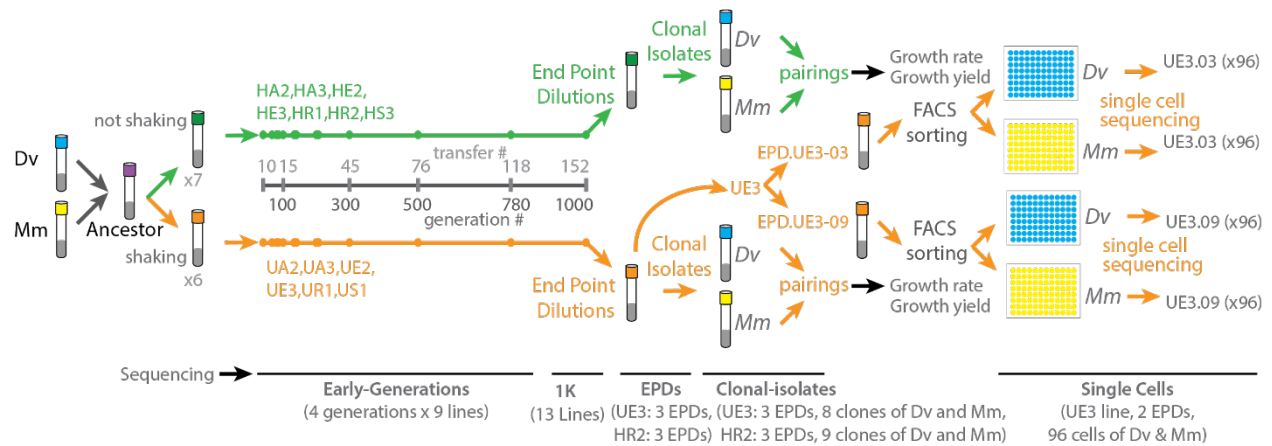 Dv
Mm
Ancestor
not shaking
x7
shaking
x6
HA2,HA3,HE2,
HE3,HR1,HR2,HS3
transfer #
10 15 45 76 118 152
100 300 500 780 1000
generation #
UA2,UA3,UE2,
UE3,UR1,US1
End Point
Dilutions
End Point
Dilutions
Clonal
Isolates
Dv
Mm
pairings
Growth rate
Growth yield
UE3
EPD.UE3-03
EPD.UE3-09
Clonal
Isolates
Dv
Mm
pairings
Growth rate
Growth yield
FACS
sorting
Dv
Mm
UE3.03 (x96)
single cell
sequencing
UE3.03 (x96)
FACS
sorting
Dv
Mm
UE3.09 (x96)
single cell
sequencing
UE3.09 (x96)
Sequencing
Early-Generations
(4 generations x 9 lines)
1K
(13 Lines)
EPDs
(UE3: 3 EPDs,
HR2: 3 EPDs)
Clonal-isolates
(UE3: 3 EPDs, 8 clones of Dv and Mm,
HR2: 3 EPDs, 9 clones of Dv and Mm)
Single Cells
(UE3 line, 2 EPDs,
96 cells of Dv & Mm)